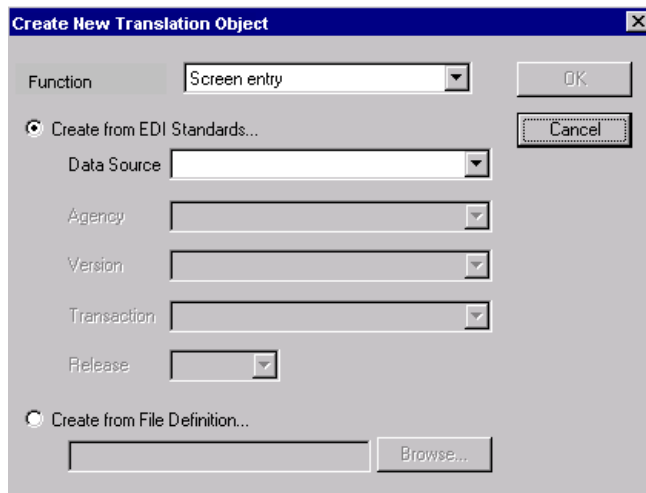 Create New Translation Object
Function Screen entry OK
Create from EDI Standards... Cancel
Data Source
Agency
Version
Transaction
Release
Create from File Definition...
Browse...